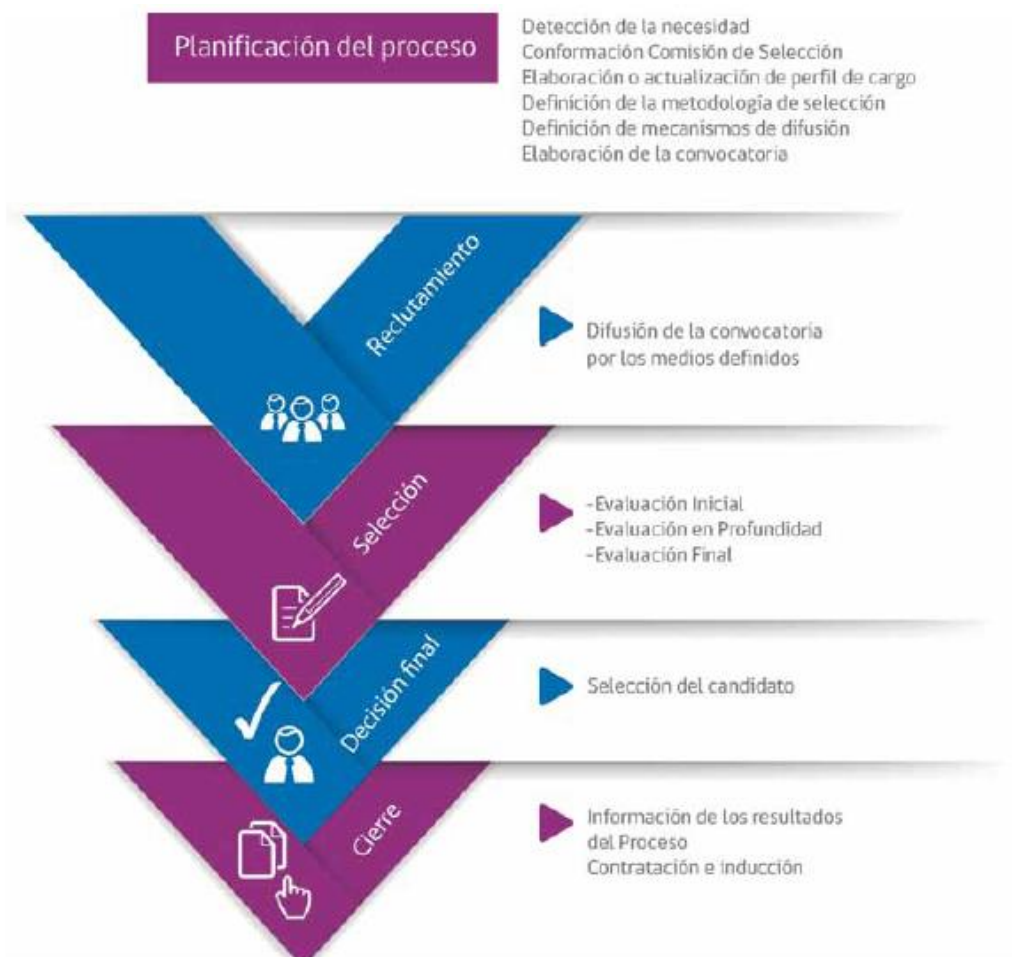 Planificación del proceso
Detección de la necesidad
Conformación Comisión de Selección
Elaboración o actualización de perfil de cargo
Definición de la metodología de selección
Definición de mecanismos de difusión
Elaboración de la convocatoria
Reclutamiento
Difusión de la convocatoria
por los medios definidos
Selección
-Evaluación Inicial
-Evaluación en Profundidad
-Evaluación Final
Decisión final
Selección del candidato
Cierre
Información de los resultados
del Proceso
Contratación e inducción